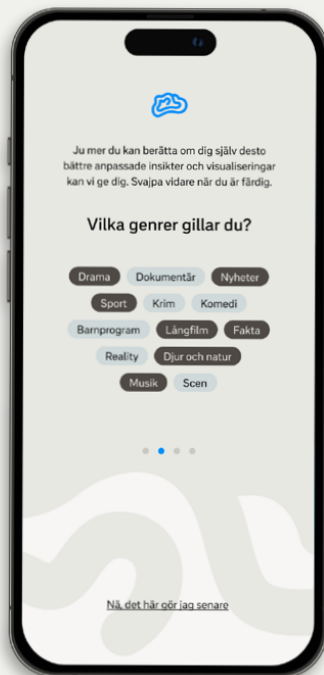 Ju mer du kan berätta om dig själv desto
bättre anpassade insikter och visualiseringar
kan vi ge dig. Svajpa vidare när du är färdig.
Vilka genrer gillar du?
Drama Dokumentär Nyheter
Sport Krim Komedi
Barnprogram Långfilm Fakta
Reality Djur och natur
Musik Scen
Nä, det här gör jag senare